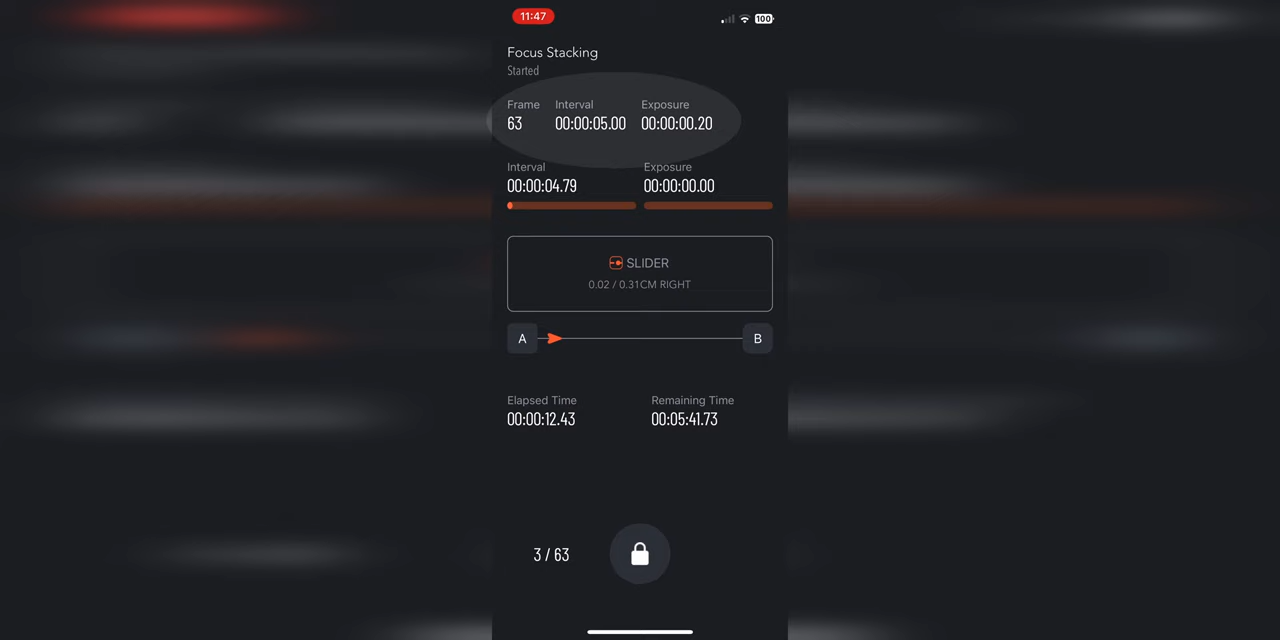 11:47
100
Focus Stacking
Started
Frame Interval Exposure
63 00:00:05.00 00:00:00.20
Interval Exposure
00:00:04.79 00:00:00.00
SLIDER
0.02 / 0.31CM RIGHT
A B
Elapsed Time Remaining Time
00:00:12.43 00:05:41.73
3 / 63